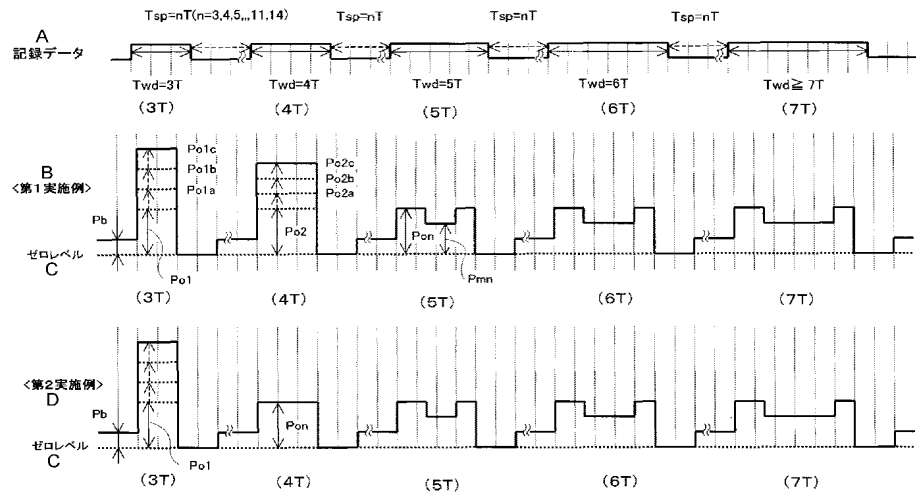 Tsp=nT(n=3,4,5,,,11,14) Tsp=nT Tsp=nT Tsp=nT
A
記録データ
Twd=3T Twd=4T Twd=5T Twd=6T Twd≧ 7T
(3T) (4T) (5T) (6T) (7T)
B
<第1実施例>
Po1c
Po1b
Po1a
Po2c
Po2b
Po2a
Pb
Po2
Pon
ゼロレベル
C
Po1
Pmn
(3T) (4T) (5T) (6T) (7T)
<第2実施例>
D
Pb
Pon
ゼロレベル
C
Po1
(3T) (4T) (5T) (6T) (7T)